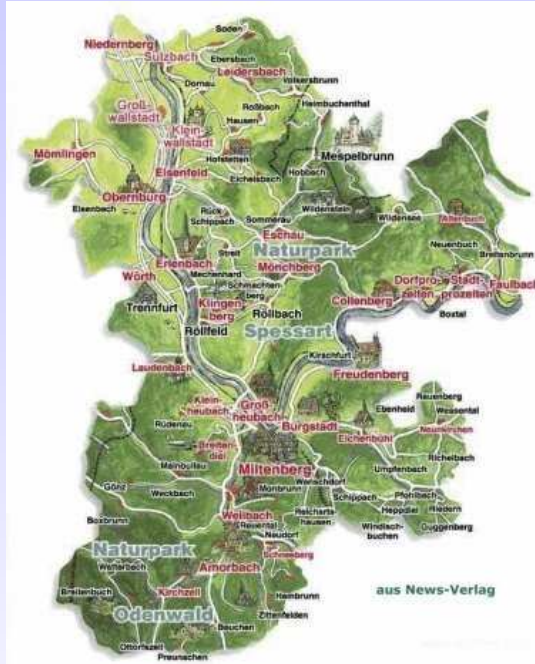 Soden
Niedernberg
Sulzbach
Ebersbach
Leidersbach
Dornau
Volkersbrunn
Roßbach
Heimbuchenthal
Groß-
wallstadt
Hausen
Klein-
wallstadt
Mömlingen
Hofstetten
Mespelbrunn
Elsenfeld
Hobbach
Eichelsbach
Obernburg
Eisenbach
Wildenstein
Rück
Schippach
Sommerau
Wildensee
Altenbuch
Eschau
Streit
Naturpark
Neuenbuch
Breitenbrunn
Erlenbach
Mechenhard
Mönchberg
Wörth
Schmachten-
berg
Dorfpro-
zelten
Stadt-
prozelten
Faulbach
Collenberg
Klingen-
berg
Trennfurt
Röllbach
Boxtal
Röllfeld
Spessart
Kirschfurt
Laudenbach
Freudenberg
Klein-
heubach
Groß-
heubach
Rauenberg
Ebenheid
Wessental
Rüdenau
Bürgstadt
Neunkirchen
Eichenbühl
Breiten-
diel
Richelbach
Miltenberg
Umpfenbach
Mainbullau
Wenschdorf
Gönz
Monbrunn
Weckbach
Schippach
Pfohlbach
Heppdiel
Riedern
Boxbrunn
Weilbach
Reicharts-
hausen
Reuental
Windisch-
buchen
Guggenberg
Neudorf
Naturpark
Schneeberg
Amorbach
Watterbach
Breitenbuch
Kirchzell
Hambrunn
aus News-Verlag
Odenwald
Zittenfelden
Beuchen
Ottorfszell
Preunschen